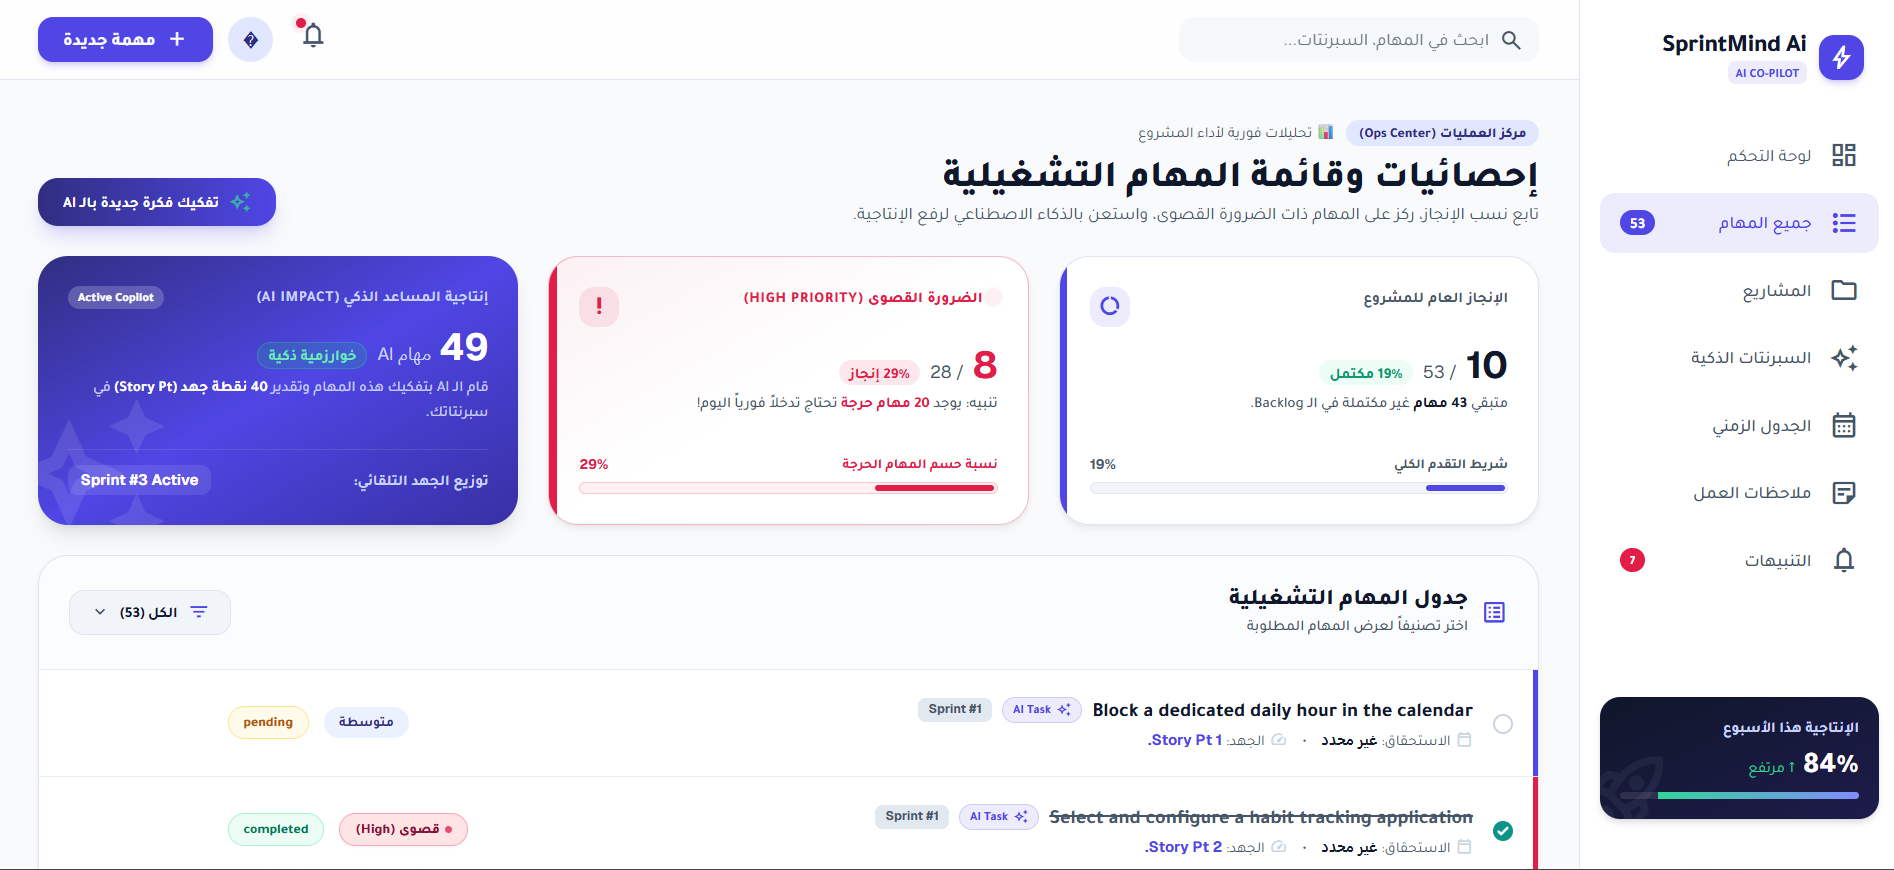 SprintMind Ai
AI CO-PILOT
لوحة التحكم
جميع المهام
53
المشاريع
السبرنتات الذكية
الجدول الزمني
ملاحظات العمل
التنبيهات
7
الإنتاجية هذا الأسبوع
84% ↑ مرتفع
ابحث في المهام، السبرنتات...
+ مهمة جديدة
مركز العمليات (Ops Center) 📊 تحليلات فورية لأداء المشروع
إحصائيات وقائمة المهام التشغيلية
تابع نسب الإنجاز، ركز على المهام ذات الضرورة القصوى، واستعن بالذكاء الاصطناعي لرفع الإنتاجية.
تفكيك فكرة جديدة بالـ AI
الإنجاز العام للمشروع
10 / 53 19% مكتمل
متبقي 43 مهام غير مكتملة في الـ Backlog.
شريط التقدم الكلي 19%
الضرورة القصوى (HIGH PRIORITY)
!
8 / 28 29% إنجاز
تنبيه: يوجد 20 مهام حرجة تحتاج تدخلاً فورياً اليوم!
نسبة حسم المهام الحرجة 29%
إنتاجية المساعد الذكي (AI IMPACT) Active Copilot
49 مهام AI خوارزمية ذكية
قام الـ AI بتفكيك هذه المهام وتقدير 40 نقطة جهد (Story Pt) في
سبرنتاتك.
توزيع الجهد التلقائي: Sprint #3 Active
جدول المهام التشغيلية
اختر تصنيفاً لعرض المهام المطلوبة
الكل (53)
Block a dedicated daily hour in the calendar AI Task Sprint #1
الاستحقاق: غير محدد • الجهد: 1 Story Pt.
متوسطة pending
Select and configure a habit tracking application AI Task Sprint #1
الاستحقاق: غير محدد • الجهد: 2 Story Pt.
قصوى (High) completed